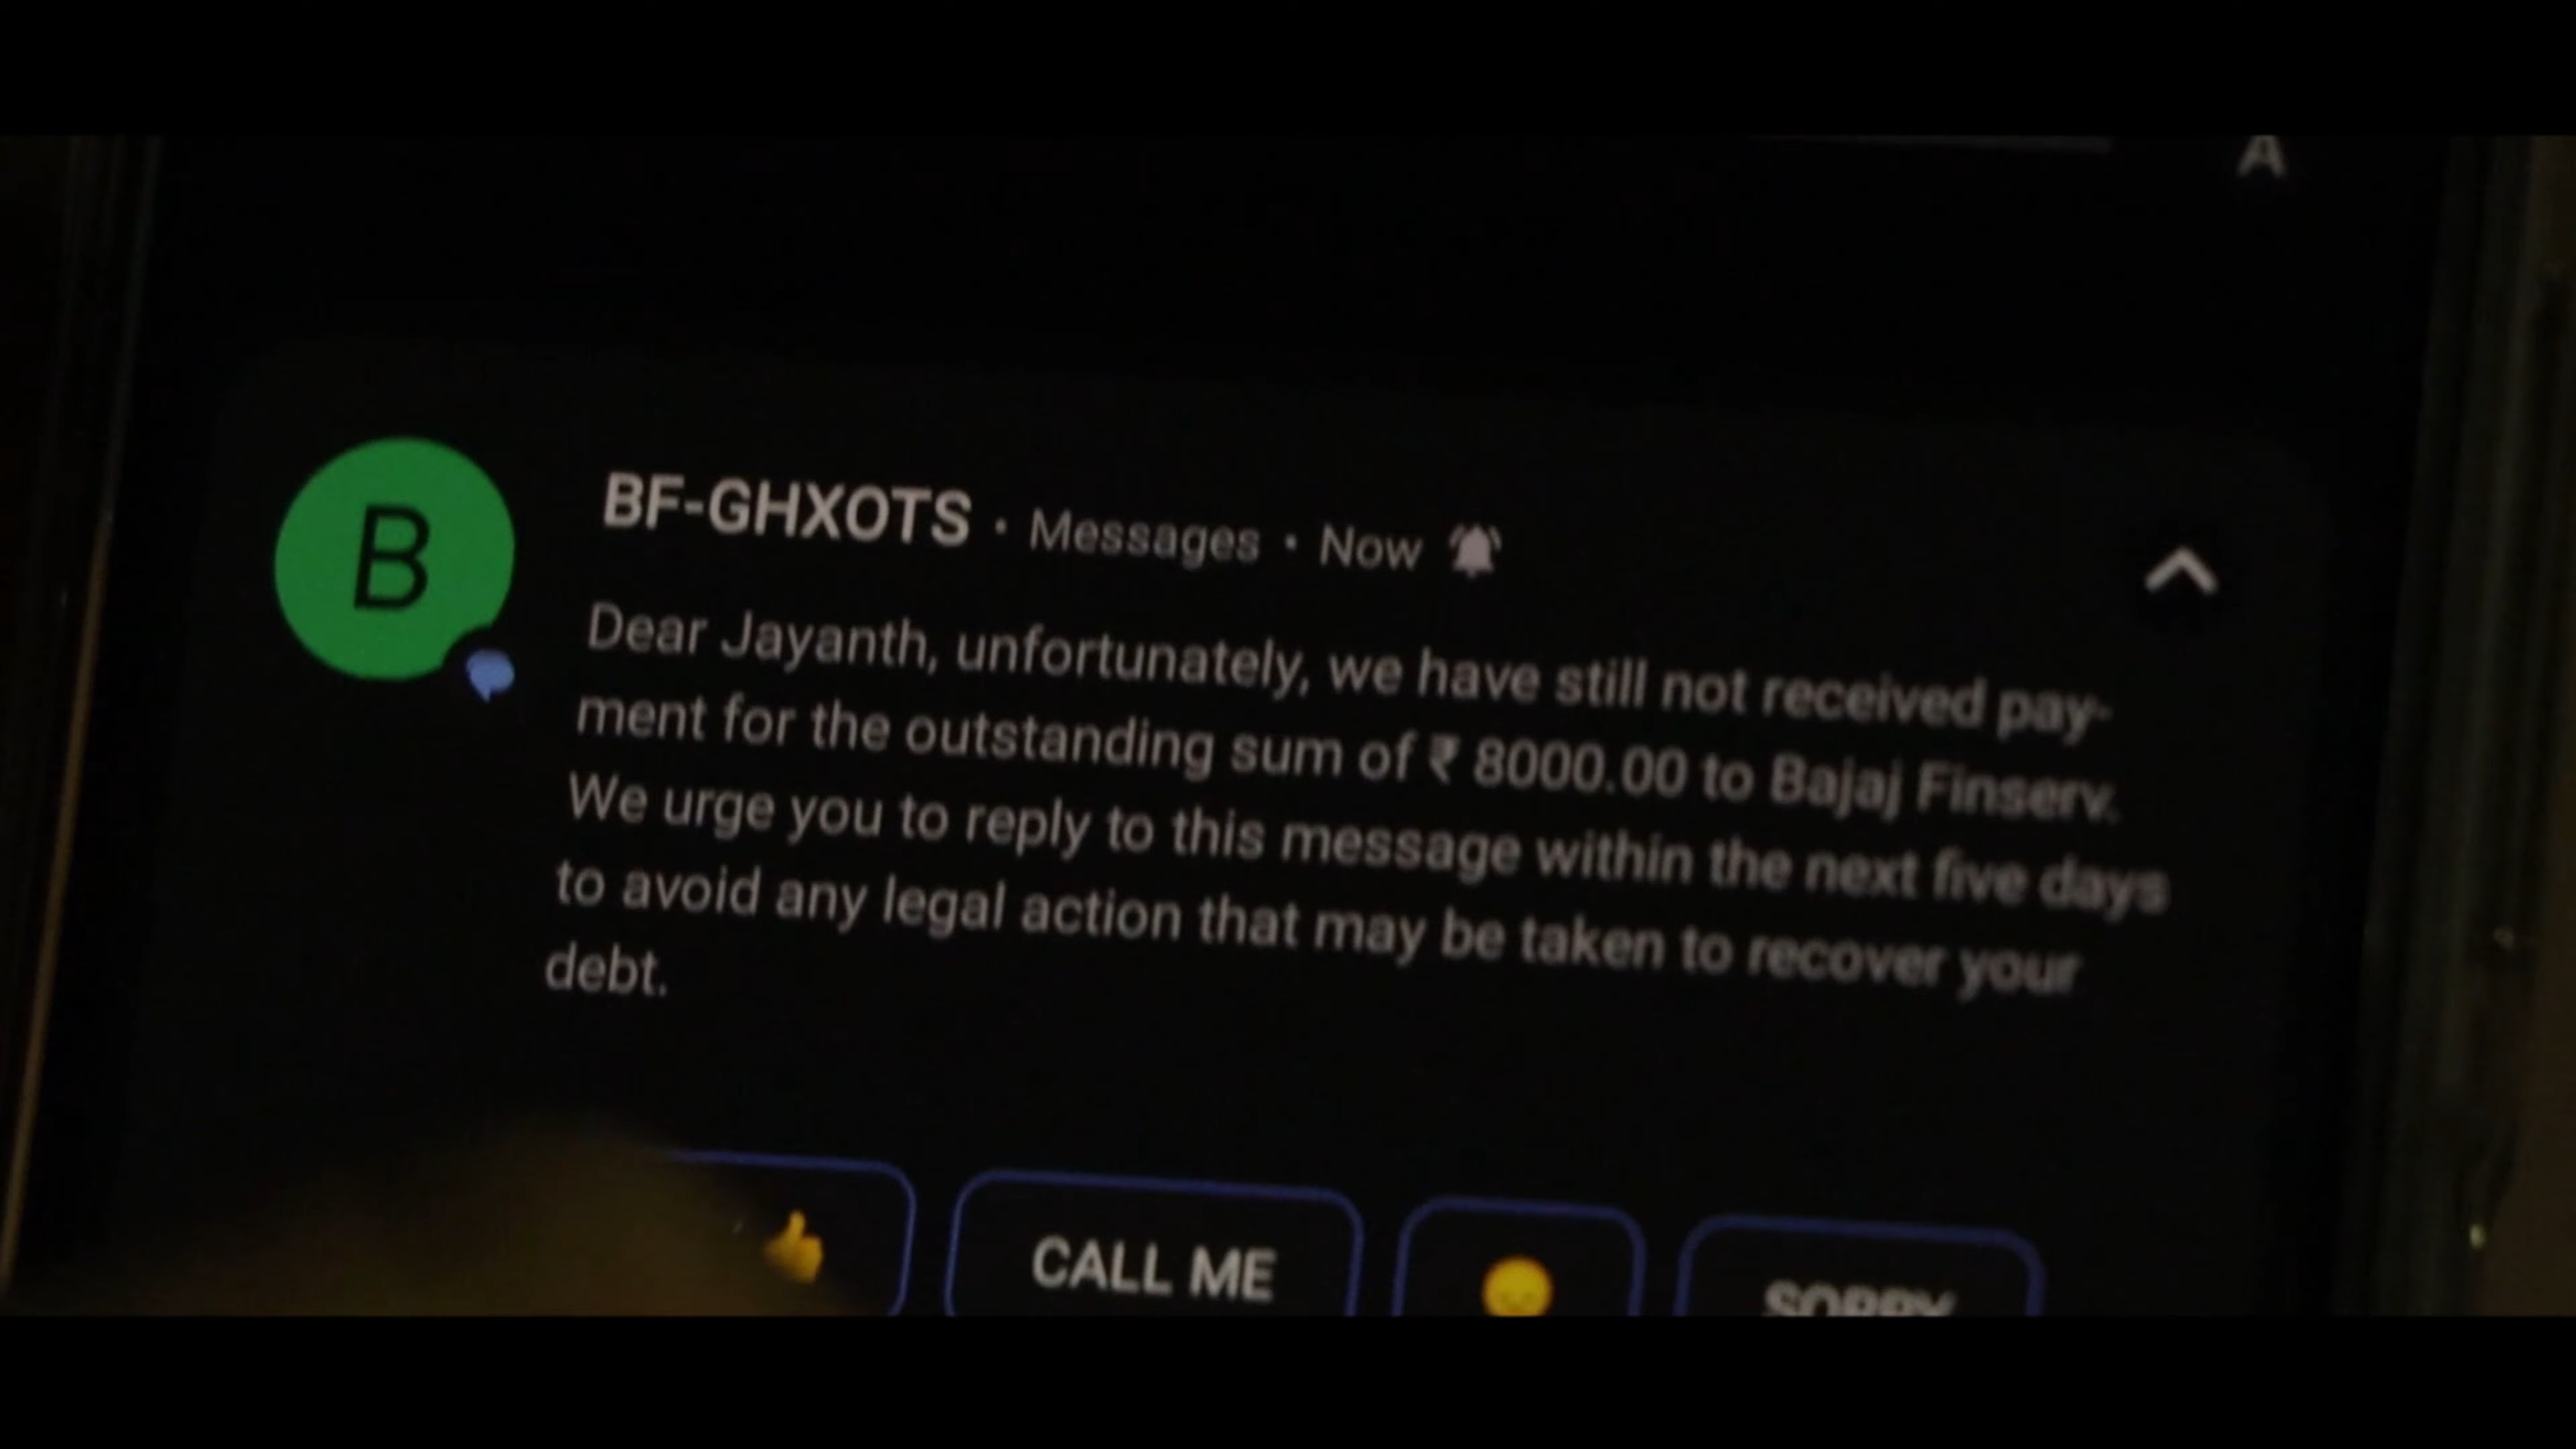 A
B
BF-GHXOTS · Messages · Now
Dear Jayanth, unfortunately, we have still not received pay-
ment for the outstanding sum of ₹ 8000.00 to Bajaj Finserv.
We urge you to reply to this message within the next five days
to avoid any legal action that may be taken to recover your
debt.
CALL ME
SORRY